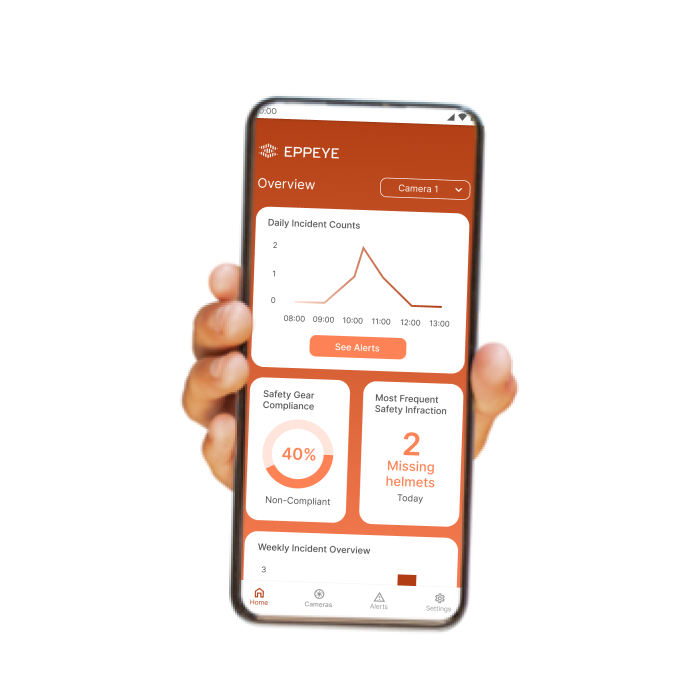 0:00
EPPEYE
Overview
Camera 1
Daily Incident Counts
2
1
0
08:00 09:00 10:00 11:00 12:00 13:00
See Alerts
Safety Gear
Compliance
40%
Non-Compliant
Most Frequent
Safety Infraction
2
Missing
helmets
Today
Weekly Incident Overview
3
Home
Cameras
Alerts
Settings